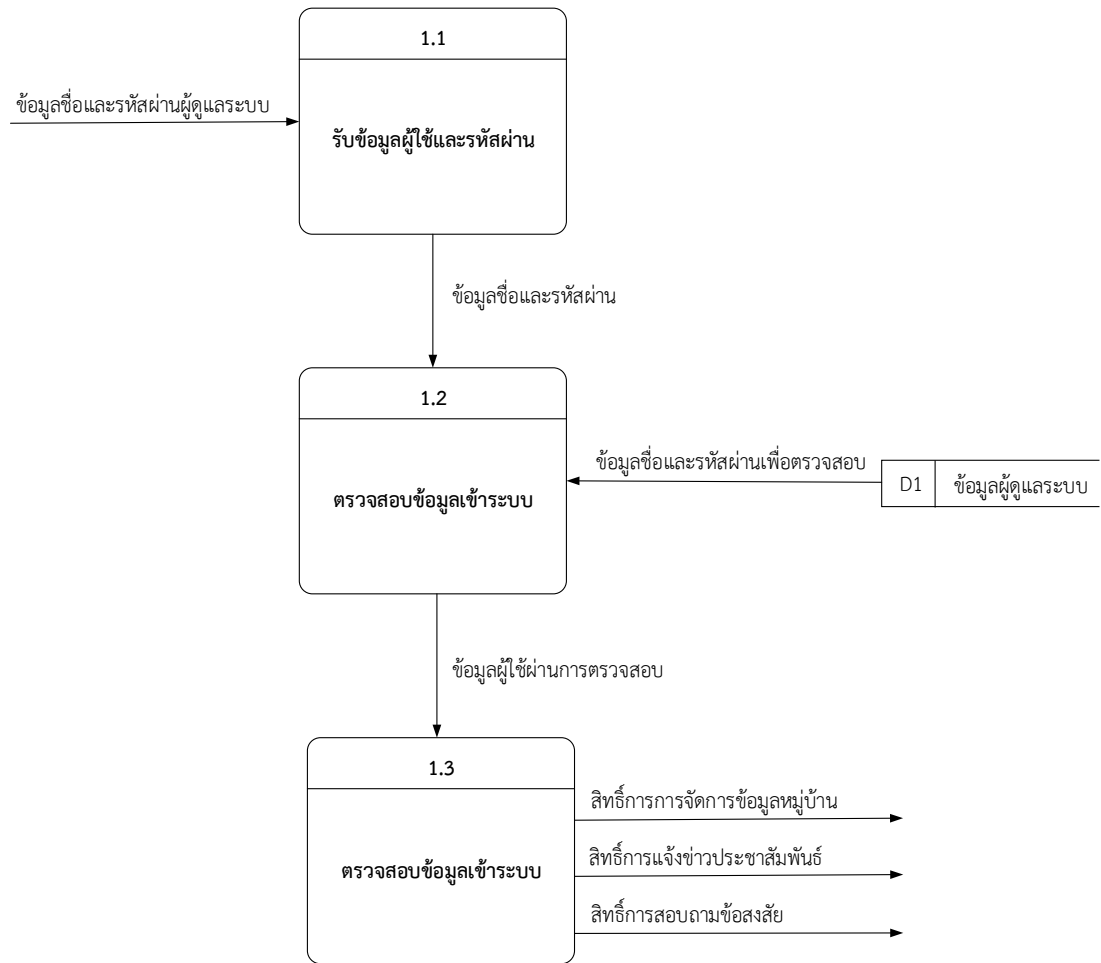 1.1
ข้อมูลชื่อและรหัสผ่านผู้ดูแลระบบ
รับข้อมูลผู้ใช้และรหัสผ่าน
ข้อมูลชื่อและรหัสผ่าน
1.2
ข้อมูลชื่อและรหัสผ่านเพื่อตรวจสอบ
D1 ข้อมูลผู้ดูแลระบบ
ตรวจสอบข้อมูลเข้าระบบ
ข้อมูลผู้ใช้ผ่านการตรวจสอบ
1.3
สิทธิ์การการจัดการข้อมูลหมู่บ้าน
สิทธิ์การแจ้งข่าวประชาสัมพันธ์
ตรวจสอบข้อมูลเข้าระบบ
สิทธิ์การสอบถามข้อสงสัย